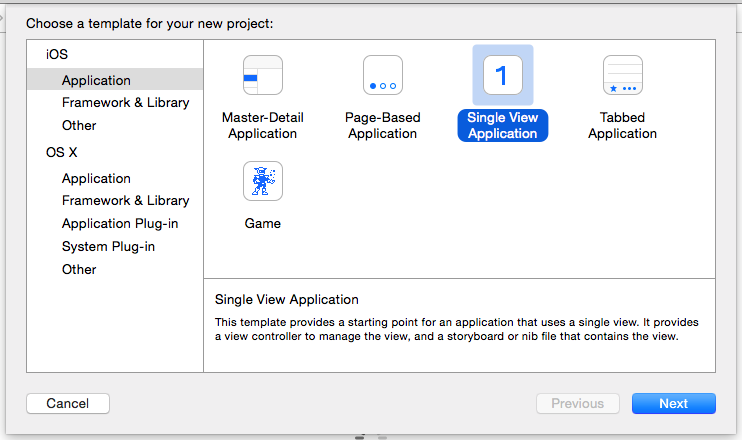 Choose a template for your new project:
iOS
Application
Framework & Library
Other
OS X
Application
Framework & Library
Application Plug-in
System Plug-in
Other
Master-Detail
Application
Page-Based
Application
1
Single View
Application
Tabbed
Application
Game
Single View Application
This template provides a starting point for an application that uses a single view. It provides
a view controller to manage the view, and a storyboard or nib file that contains the view.
Cancel
Previous
Next